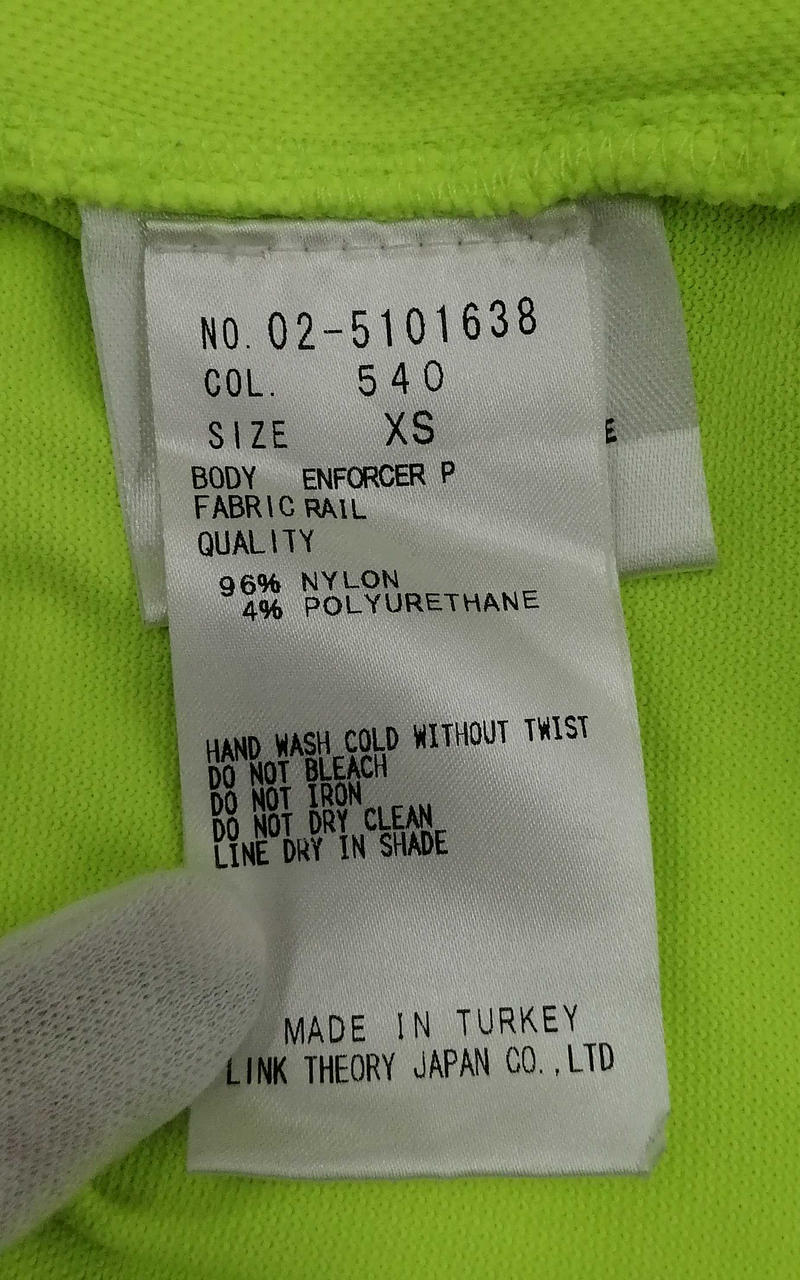 NO. 02-5101638
COL. 540
SIZE XS
BODY ENFORCER P
FABRIC RAIL
QUALITY
96% NYLON
4% POLYURETHANE
HAND WASH COLD WITHOUT TWIST
DO NOT BLEACH
DO NOT IRON
DO NOT DRY CLEAN
LINE DRY IN SHADE
MADE IN TURKEY
LINK THEORY JAPAN CO.,LTD
E